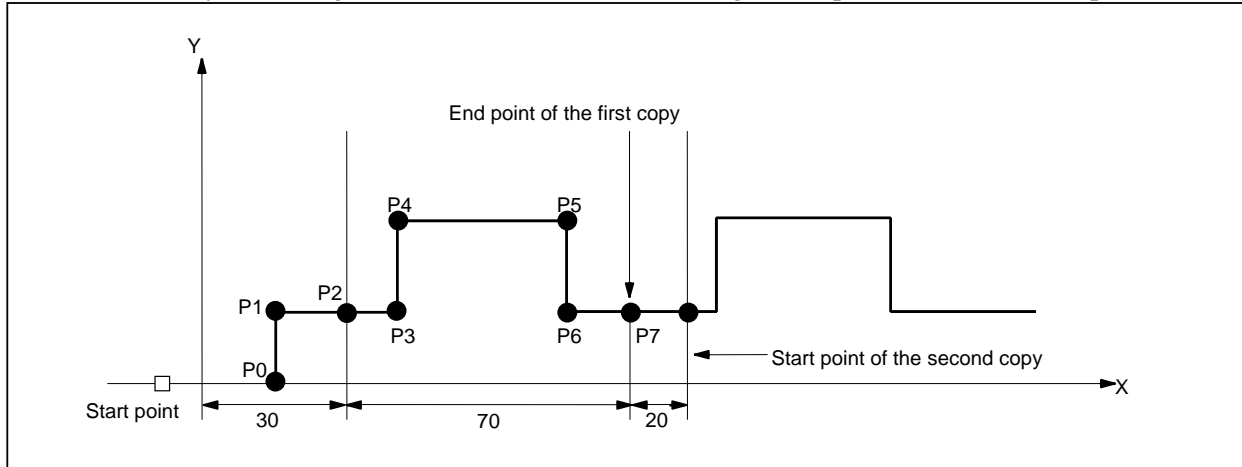 Y
End point of the first copy
P4
P5
P1
P2
P3
P6
P7
P0
Start point of the second copy
X
Start point
30
70
20